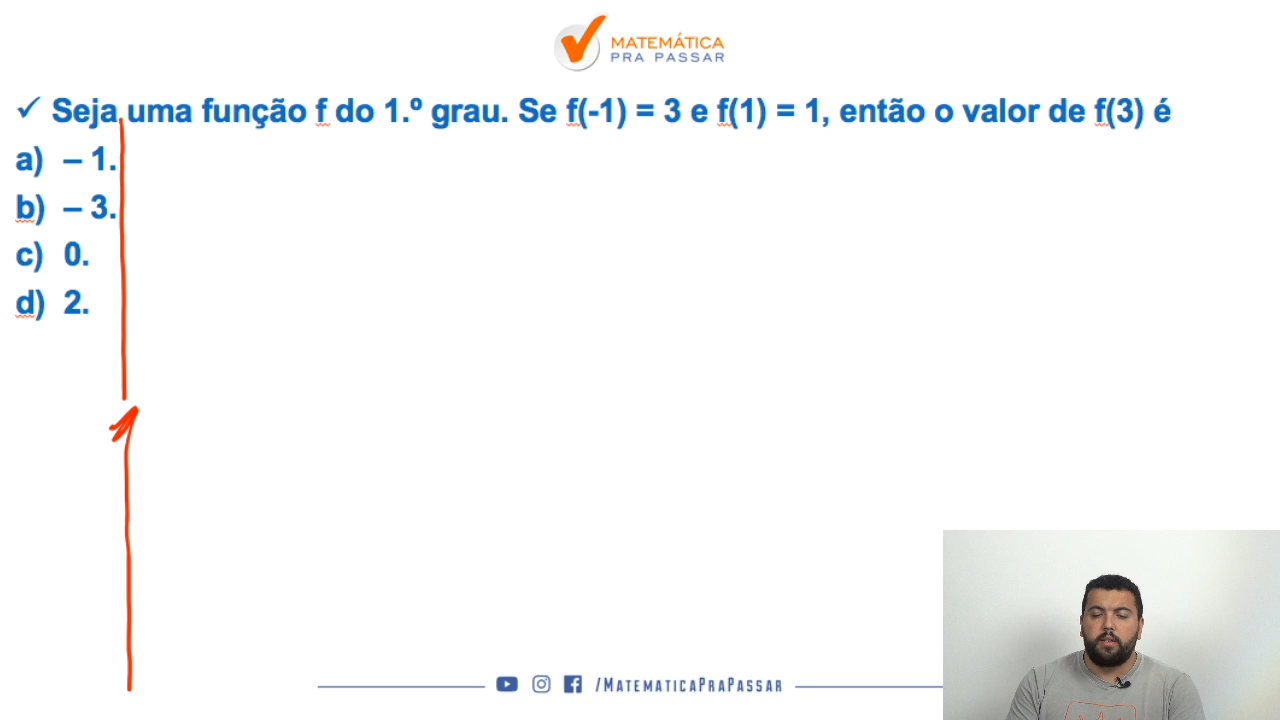 MATEMÁTICA
PRA PASSAR
✓ Seja uma função f do 1.º grau. Se f(-1) = 3 e f(1) = 1, então o valor de f(3) é
a) – 1.
b) – 3.
c) 0.
d) 2.
/MATEMATICAPRAPASSAR